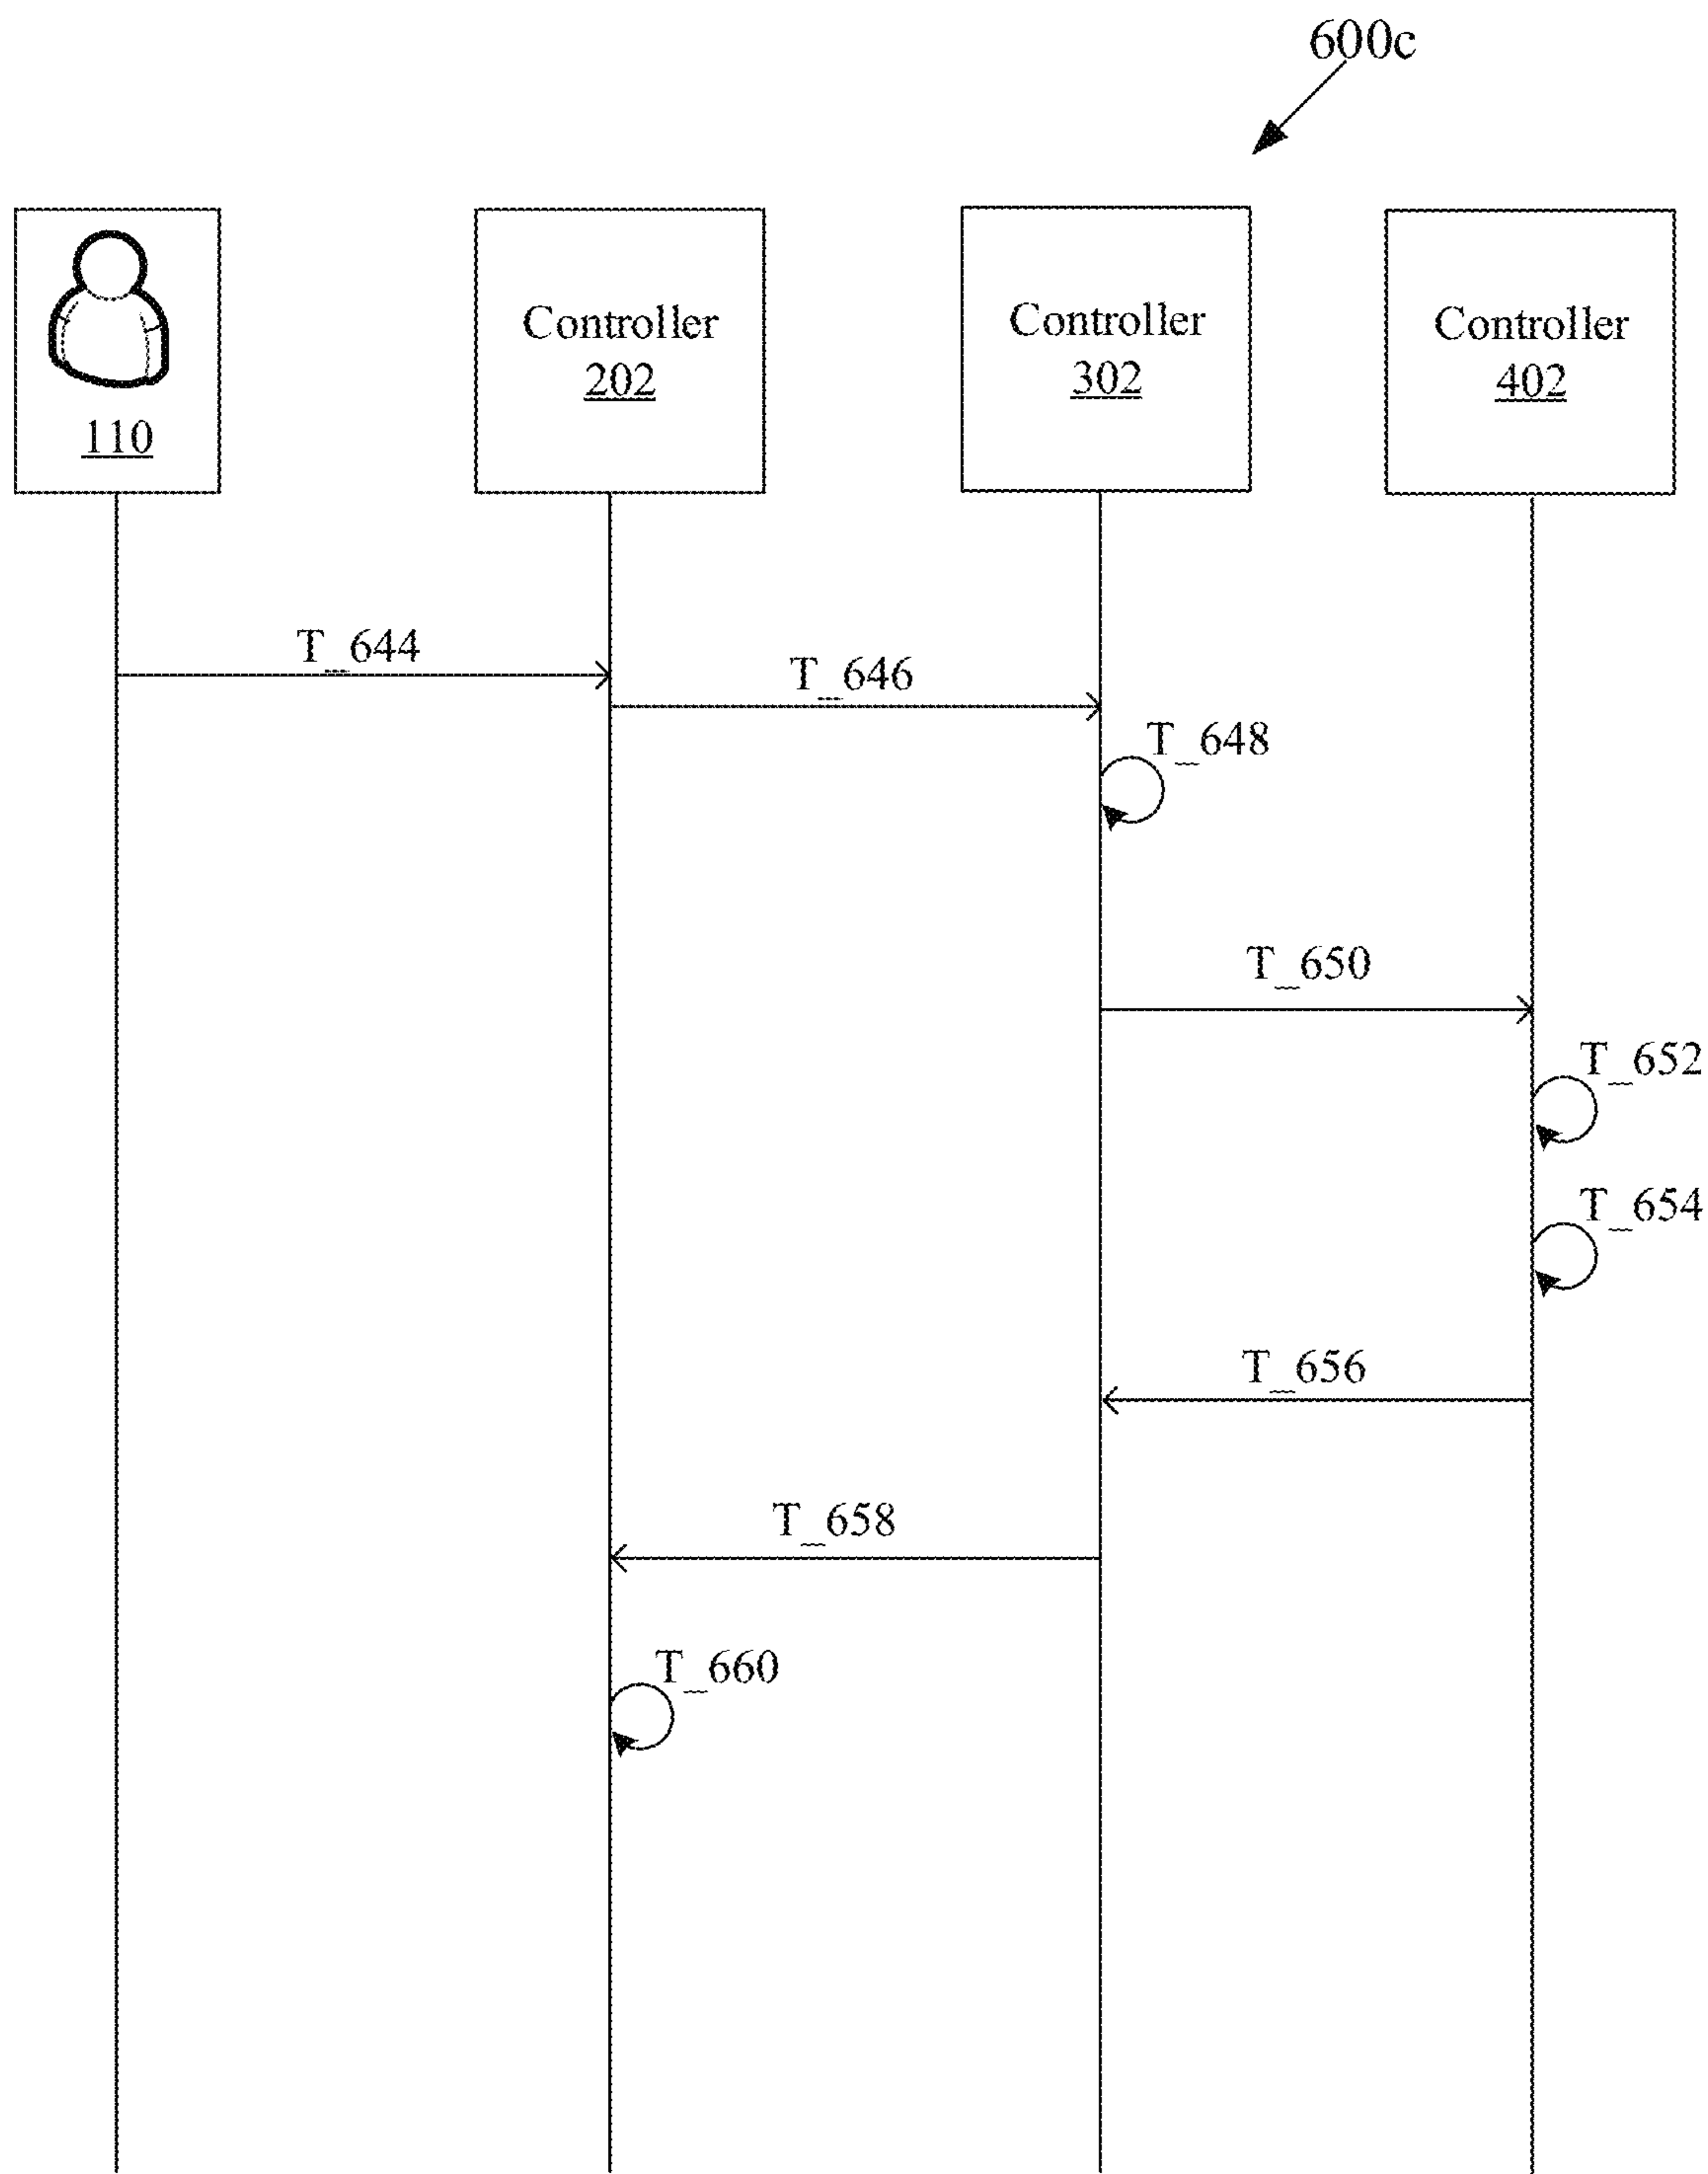 600c
110
Controller
202
Controller
302
Controller
402
T_644
T_646
T_648
T_650
T_652
T_654
T_656
T_658
T_660